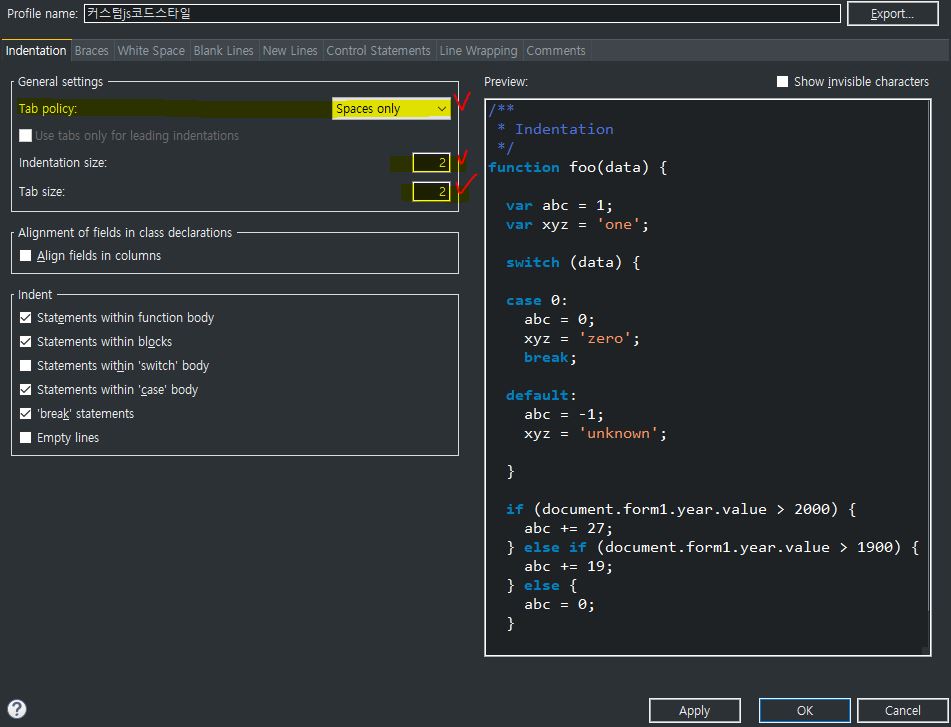 Profile name: 커스텀js코드스타일 Export...
Indentation Braces White Space Blank Lines New Lines Control Statements Line Wrapping Comments
General settings
Tab policy: Spaces only
Use tabs only for leading indentations
Indentation size: 2
Tab size: 2
Alignment of fields in class declarations
Align fields in columns
Indent
Statements within function body
Statements within blocks
Statements within 'switch' body
Statements within 'case' body
'break' statements
Empty lines
Preview: Show invisible characters
/**
 * Indentation
 */
function foo(data) {
  var abc = 1;
  var xyz = 'one';
  switch (data) {
  case 0:
    abc = 0;
    xyz = 'zero';
    break;
  default:
    abc = -1;
    xyz = 'unknown';
  }
  if (document.form1.year.value > 2000) {
    abc += 27;
  } else if (document.form1.year.value > 1900) {
    abc += 19;
  } else {
    abc = 0;
  }
? Apply OK Cancel